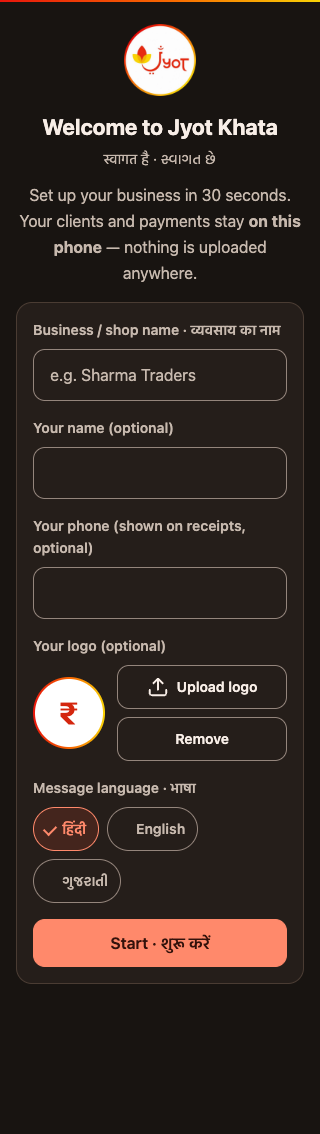 Jyot
Welcome to Jyot Khata
स्वागत है · સ્વાગત છે
Set up your business in 30 seconds.
Your clients and payments stay on this
phone — nothing is uploaded
anywhere.
Business / shop name · व्यवसाय का नाम
e.g. Sharma Traders
Your name (optional)
Your phone (shown on receipts,
optional)
Your logo (optional)
₹
Upload logo
Remove
Message language · भाषा
हिंदी
English
ગુજરાતી
Start · शुरू करें